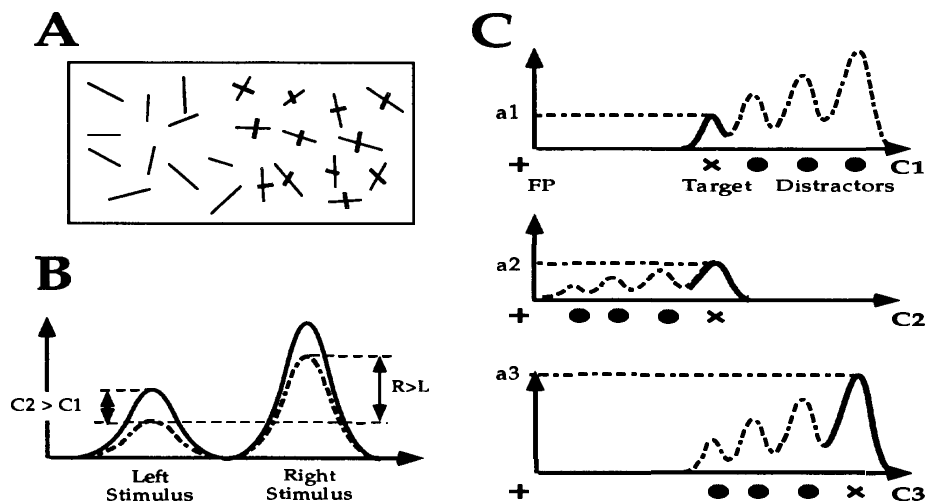 A
B
C2 > C1
R>L
Left
Stimulus
Right
Stimulus
C
a1
C1
FP
Target
Distractors
a2
C2
a3
C3